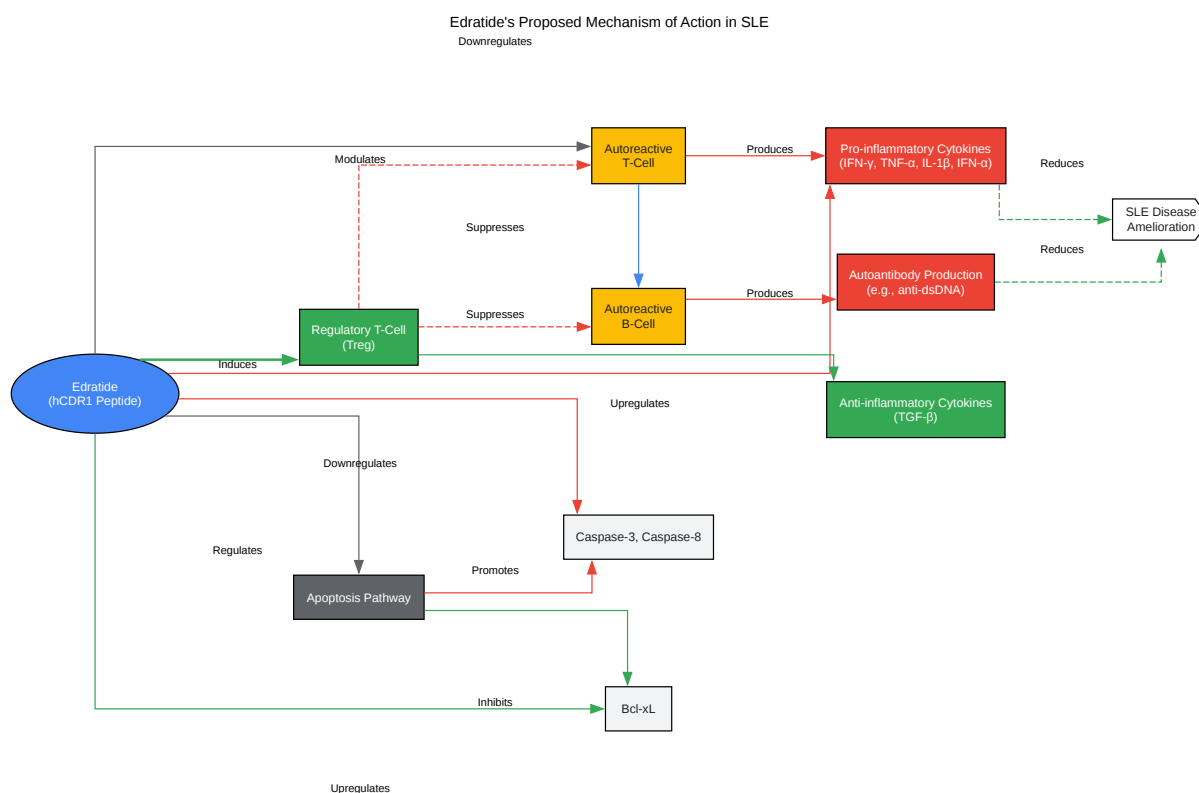 Edratide's Proposed Mechanism of Action in SLE
Downregulates
Autoreactive
T-Cell
Produces
Pro-inflammatory Cytokines
(IFN-γ, TNF-α, IL-1β, IFN-α)
Reduces
Modulates
SLE Disease
Amelioration
Suppresses
Reduces
Autoantibody Production
(e.g., anti-dsDNA)
Produces
Autoreactive
B-Cell
Suppresses
Regulatory T-Cell
(Treg)
Induces
Edratide
(hCDR1 Peptide)
Upregulates
Anti-inflammatory Cytokines
(TGF-β)
Downregulates
Caspase-3, Caspase-8
Regulates
Promotes
Apoptosis Pathway
Inhibits
Bcl-xL
Upregulates